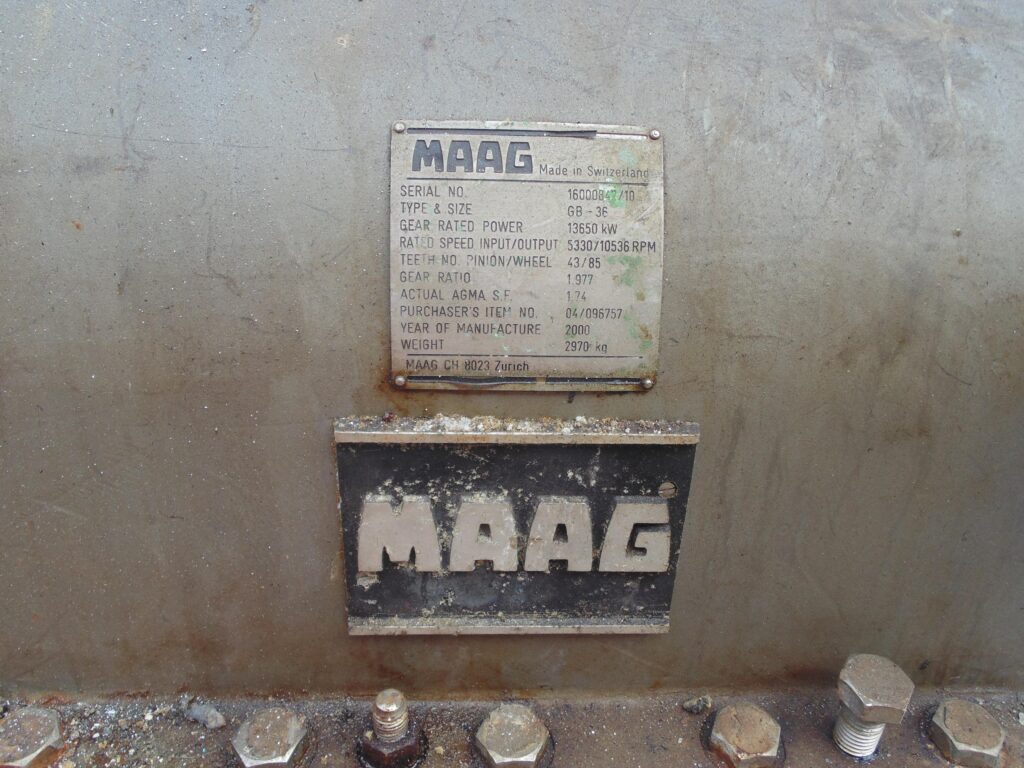 MAAG Made in Switzerland
SERIAL NO. 16000847/10
TYPE & SIZE GB - 36
GEAR RATED POWER 13650 kW
RATED SPEED INPUT/OUTPUT 5330/10536 RPM
TEETH NO. PINION/WHEEL 43/85
GEAR RATIO 1.977
ACTUAL AGMA S.F. 1.74
PURCHASER'S ITEM NO. 04/096757
YEAR OF MANUFACTURE 2000
WEIGHT 2970 kg
MAAG CH 8023 Zurich
MAAG